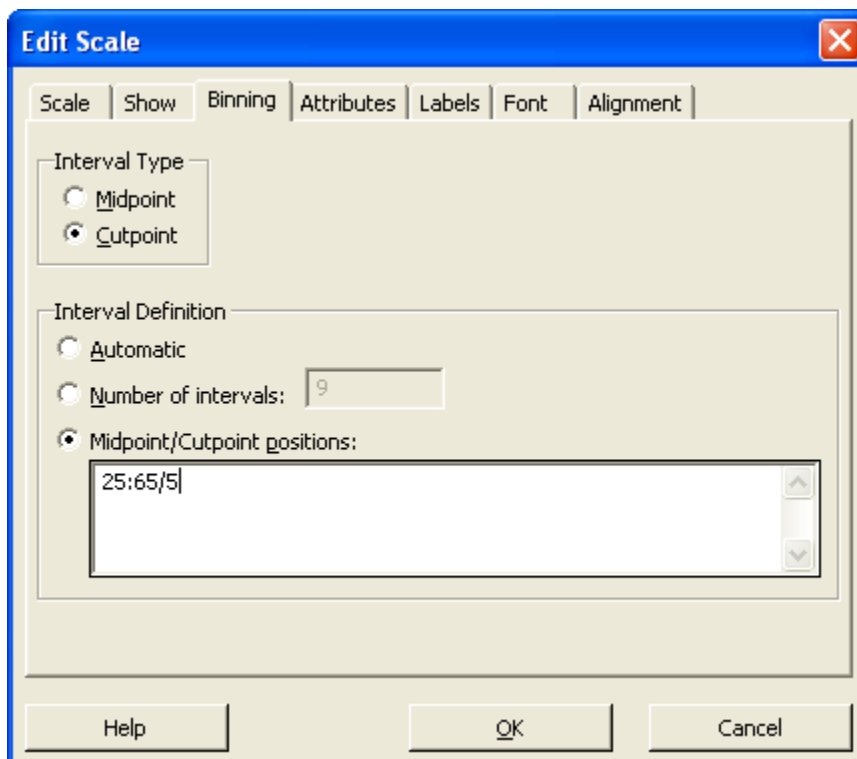 Edit Scale
Scale Show Binning Attributes Labels Font Alignment
Interval Type
Midpoint
Cutpoint
Interval Definition
Automatic
Number of intervals: 9
Midpoint/Cutpoint positions:
25:65/5
Help OK Cancel